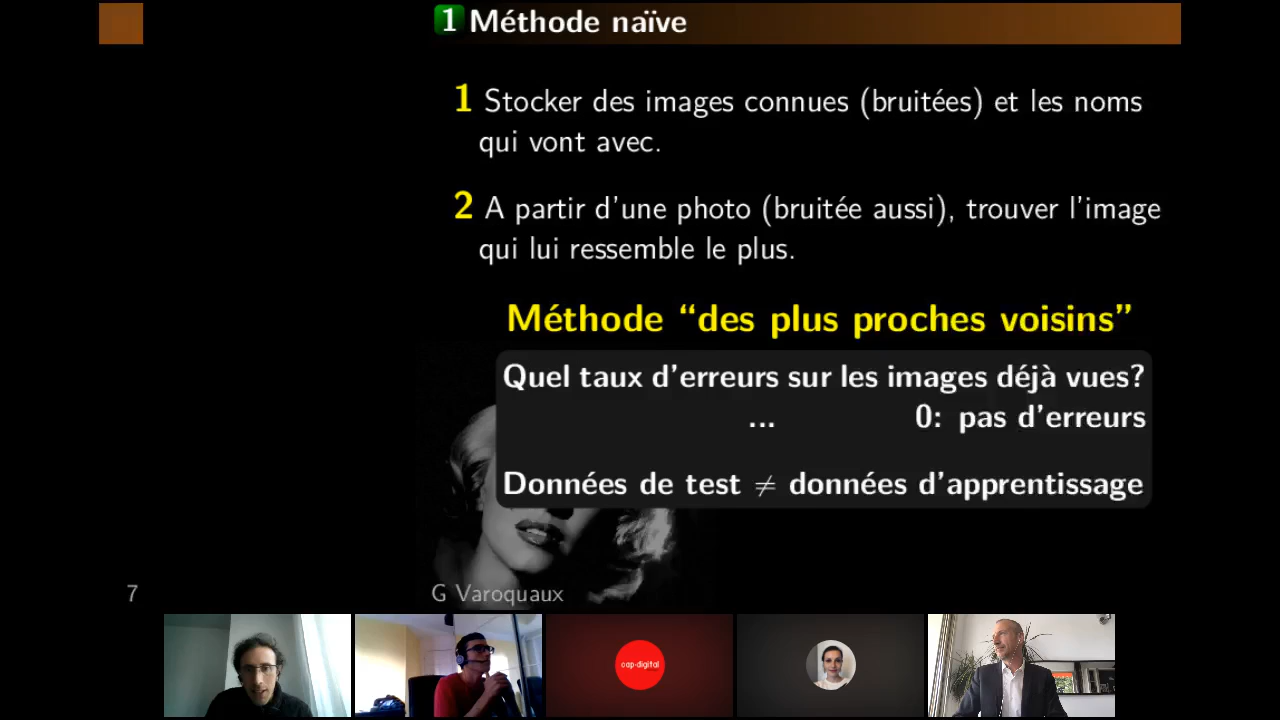 1 Méthode naïve
1 Stocker des images connues (bruitées) et les noms
qui vont avec.
2 A partir d'une photo (bruitée aussi), trouver l'image
qui lui ressemble le plus.
Méthode “des plus proches voisins”
Quel taux d'erreurs sur les images déjà vues?
... 0: pas d'erreurs
Données de test ≠ données d'apprentissage
7 G Varoquaux
cap·digital